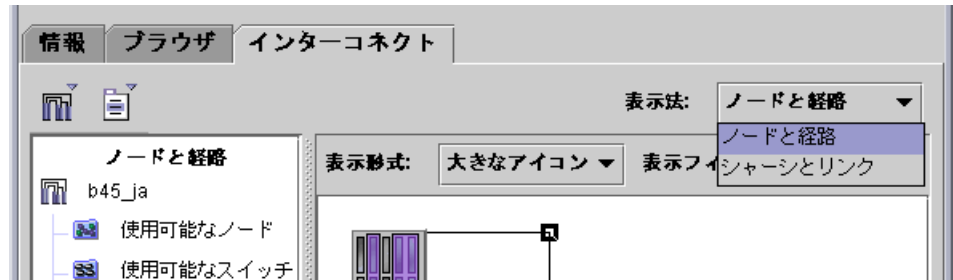 情報 ブラウザ インターコネクト
表示法: ノードと経路
ノードと経路
シャーシとリンク
ノードと経路
表示形式: 大きなアイコン 表示フィ
b45_ja
使用可能なノード
使用可能なスイッチ